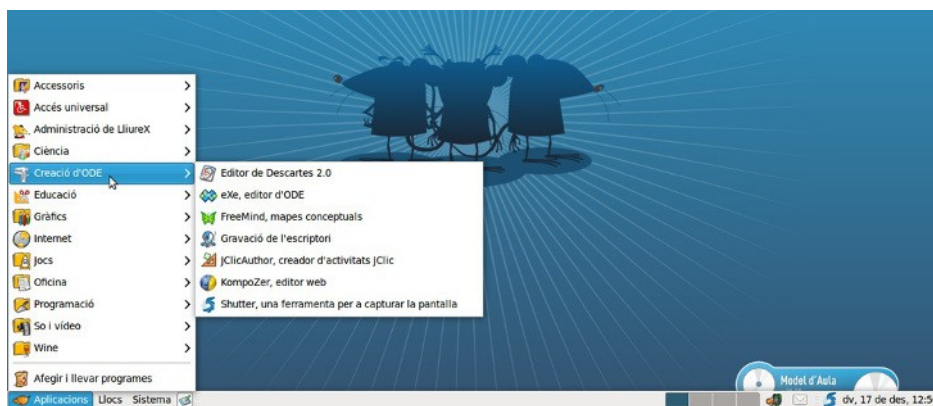 Accessoris
Accés universal
Administració de LliureX
Ciència
Creació d'ODE
Educació
Gràfics
Internet
Jocs
Oficina
Programació
So i vídeo
Wine
Afegir i llevar programes
Editor de Descartes 2.0
eXe, editor d'ODE
FreeMind, mapes conceptuals
Gravació de l'escriptori
JClicAuthor, creador d'activitats JClic
KompoZer, editor web
Shutter, una ferramenta per a capturar la pantalla
Model d'Aula
Aplicacions Llocs Sistema
dv, 17 de des, 12:5